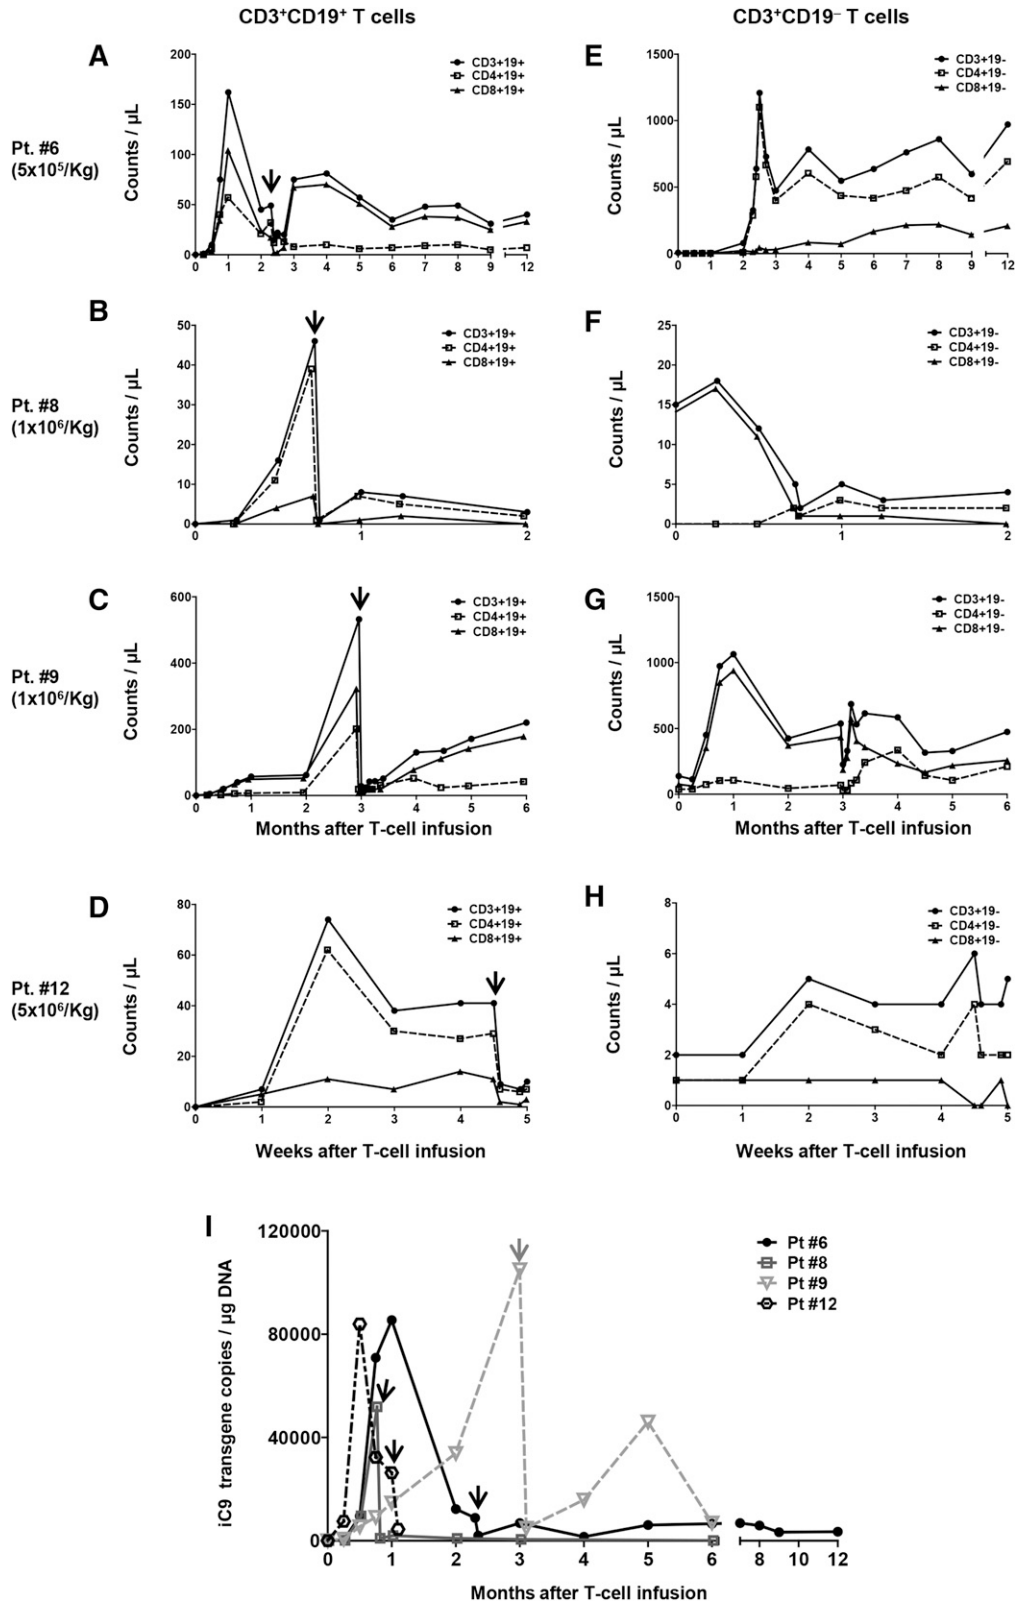 CD3+CD19+ T cells
CD3+CD19– T cells
Pt. #6
(5x10⁵/Kg)
A
Counts / μL
200
150
100
50
0
0 1 2 3 4 5 6 7 8 9 12
CD3+19+
CD4+19+
CD8+19+
E
Counts / μL
1500
1000
500
0
0 1 2 3 4 5 6 7 8 9 12
CD3+19-
CD4+19-
CD8+19-
Pt. #8
(1x10⁶/Kg)
B
Counts / μL
50
40
30
20
10
0
0 1 2
CD3+19+
CD4+19+
CD8+19+
F
Counts / μL
25
20
15
10
5
0
0 1 2
CD3+19-
CD4+19-
CD8+19-
Pt. #9
(1x10⁶/Kg)
C
Counts / μL
600
400
200
0
0 1 2 3 4 5 6
Months after T-cell infusion
CD3+19+
CD4+19+
CD8+19+
G
Counts / μL
1500
1000
500
0
0 1 2 3 4 5 6
Months after T-cell infusion
CD3+19-
CD4+19-
CD8+19-
Pt. #12
(5x10⁶/Kg)
D
Counts / μL
80
60
40
20
0
0 1 2 3 4 5
Weeks after T-cell infusion
CD3+19+
CD4+19+
CD8+19+
H
Counts / μL
8
6
4
2
0
0 1 2 3 4 5
Weeks after T-cell infusion
CD3+19-
CD4+19-
CD8+19-
I
iC9 transgene copies / μg DNA
120000
80000
40000
0
0 1 2 3 4 5 6 8 10 12
Months after T-cell infusion
Pt #6
Pt #8
Pt #9
Pt #12